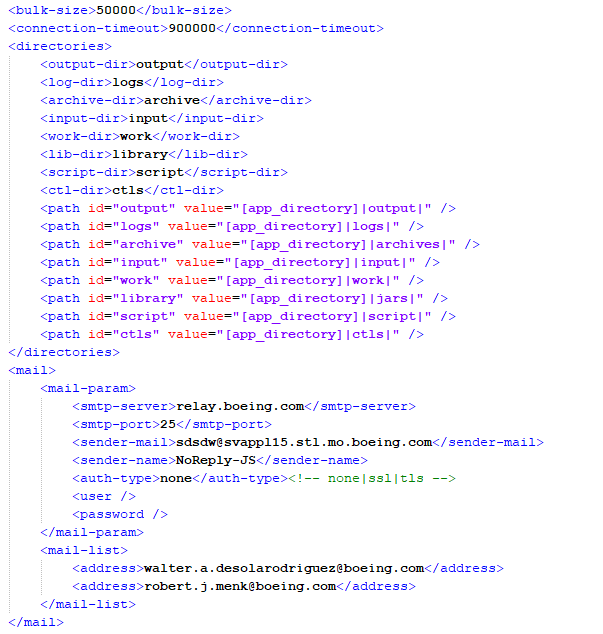 <bulk-size>50000</bulk-size>
<connection-timeout>900000</connection-timeout>
<directories>
<output-dir>output</output-dir>
<log-dir>logs</log-dir>
<archive-dir>archive</archive-dir>
<input-dir>input</input-dir>
<work-dir>work</work-dir>
<lib-dir>library</lib-dir>
<script-dir>script</script-dir>
<ctl-dir>ctls</ctl-dir>
<path id="output" value="[app_directory]|output|" />
<path id="logs" value="[app_directory]|logs|" />
<path id="archive" value="[app_directory]|archives|" />
<path id="input" value="[app_directory]|input|" />
<path id="work" value="[app_directory]|work|" />
<path id="library" value="[app_directory]|jars|" />
<path id="script" value="[app_directory]|script|" />
<path id="ctls" value="[app_directory]|ctls|" />
</directories>
<mail>
<mail-param>
<smtp-server>relay.boeing.com</smtp-server>
<smtp-port>25</smtp-port>
<sender-mail>sdsdw@svappl15.stl.mo.boeing.com</sender-mail>
<sender-name>NoReply-JS</sender-name>
<auth-type>none</auth-type><!-- none|ssl|tls -->
<user />
<password />
</mail-param>
<mail-list>
<address>walter.a.desolarodriguez@boeing.com</address>
<address>robert.j.menk@boeing.com</address>
</mail-list>
</mail>